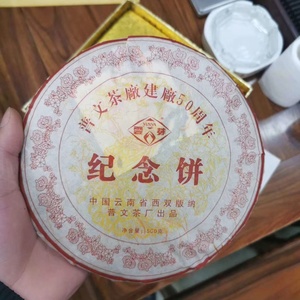 普文茶廠建廠50周年
纪念饼
中国云南省西双版纳
普文茶厂出品